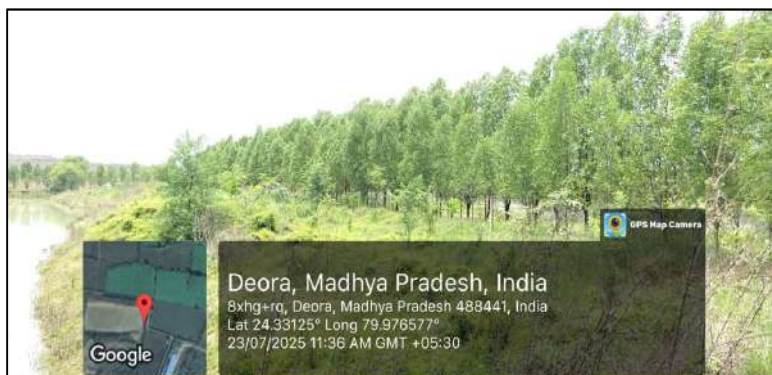 GPS Map Camera
Deora, Madhya Pradesh, India
8xhg+rq, Deora, Madhya Pradesh 488441, India
Lat 24.33125° Long 79.976577°
23/07/2025 11:36 AM GMT +05:30
Google